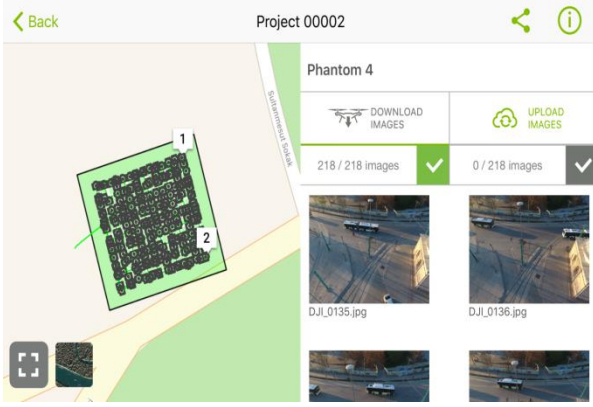 Back
Project 00002
Sultanmesut Sokak
1
2
Phantom 4
DOWNLOAD
IMAGES
UPLOAD
IMAGES
218 / 218 images
0 / 218 images
DJI_0135.jpg
DJI_0136.jpg